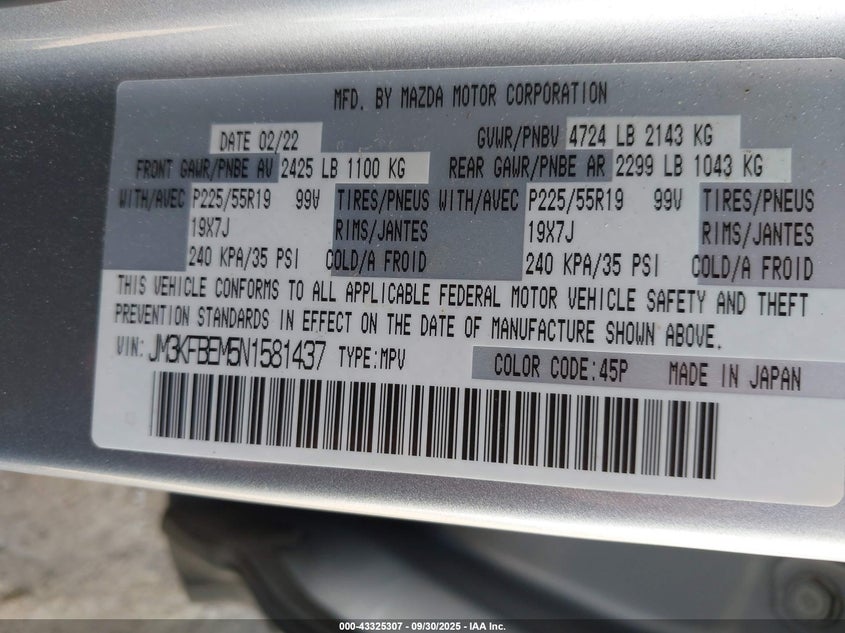 MFD. BY MAZDA MOTOR CORPORATION
DATE 02/22 GVWR/PNBV 4724 LB 2143 KG
FRONT GAWR/PNBE AV 2425 LB 1100 KG REAR GAWR/PNBE AR 2299 LB 1043 KG
WITH/AVEC P225/55R19 99V TIRES/PNEUS WITH/AVEC P225/55R19 99V TIRES/PNEUS
19X7J RIMS/JANTES 19X7J RIMS/JANTES
240 KPA/35 PSI COLD/A FROID 240 KPA/35 PSI COLD/A FROID
THIS VEHICLE CONFORMS TO ALL APPLICABLE FEDERAL MOTOR VEHICLE SAFETY AND THEFT
PREVENTION STANDARDS IN EFFECT ON THE DATE OF MANUFACTURE SHOWN ABOVE.
VIN: JM3KFBEM5N1581437 TYPE:MPV COLOR CODE:45P MADE IN JAPAN
000-43325307 - 09/30/2025 - IAA Inc.